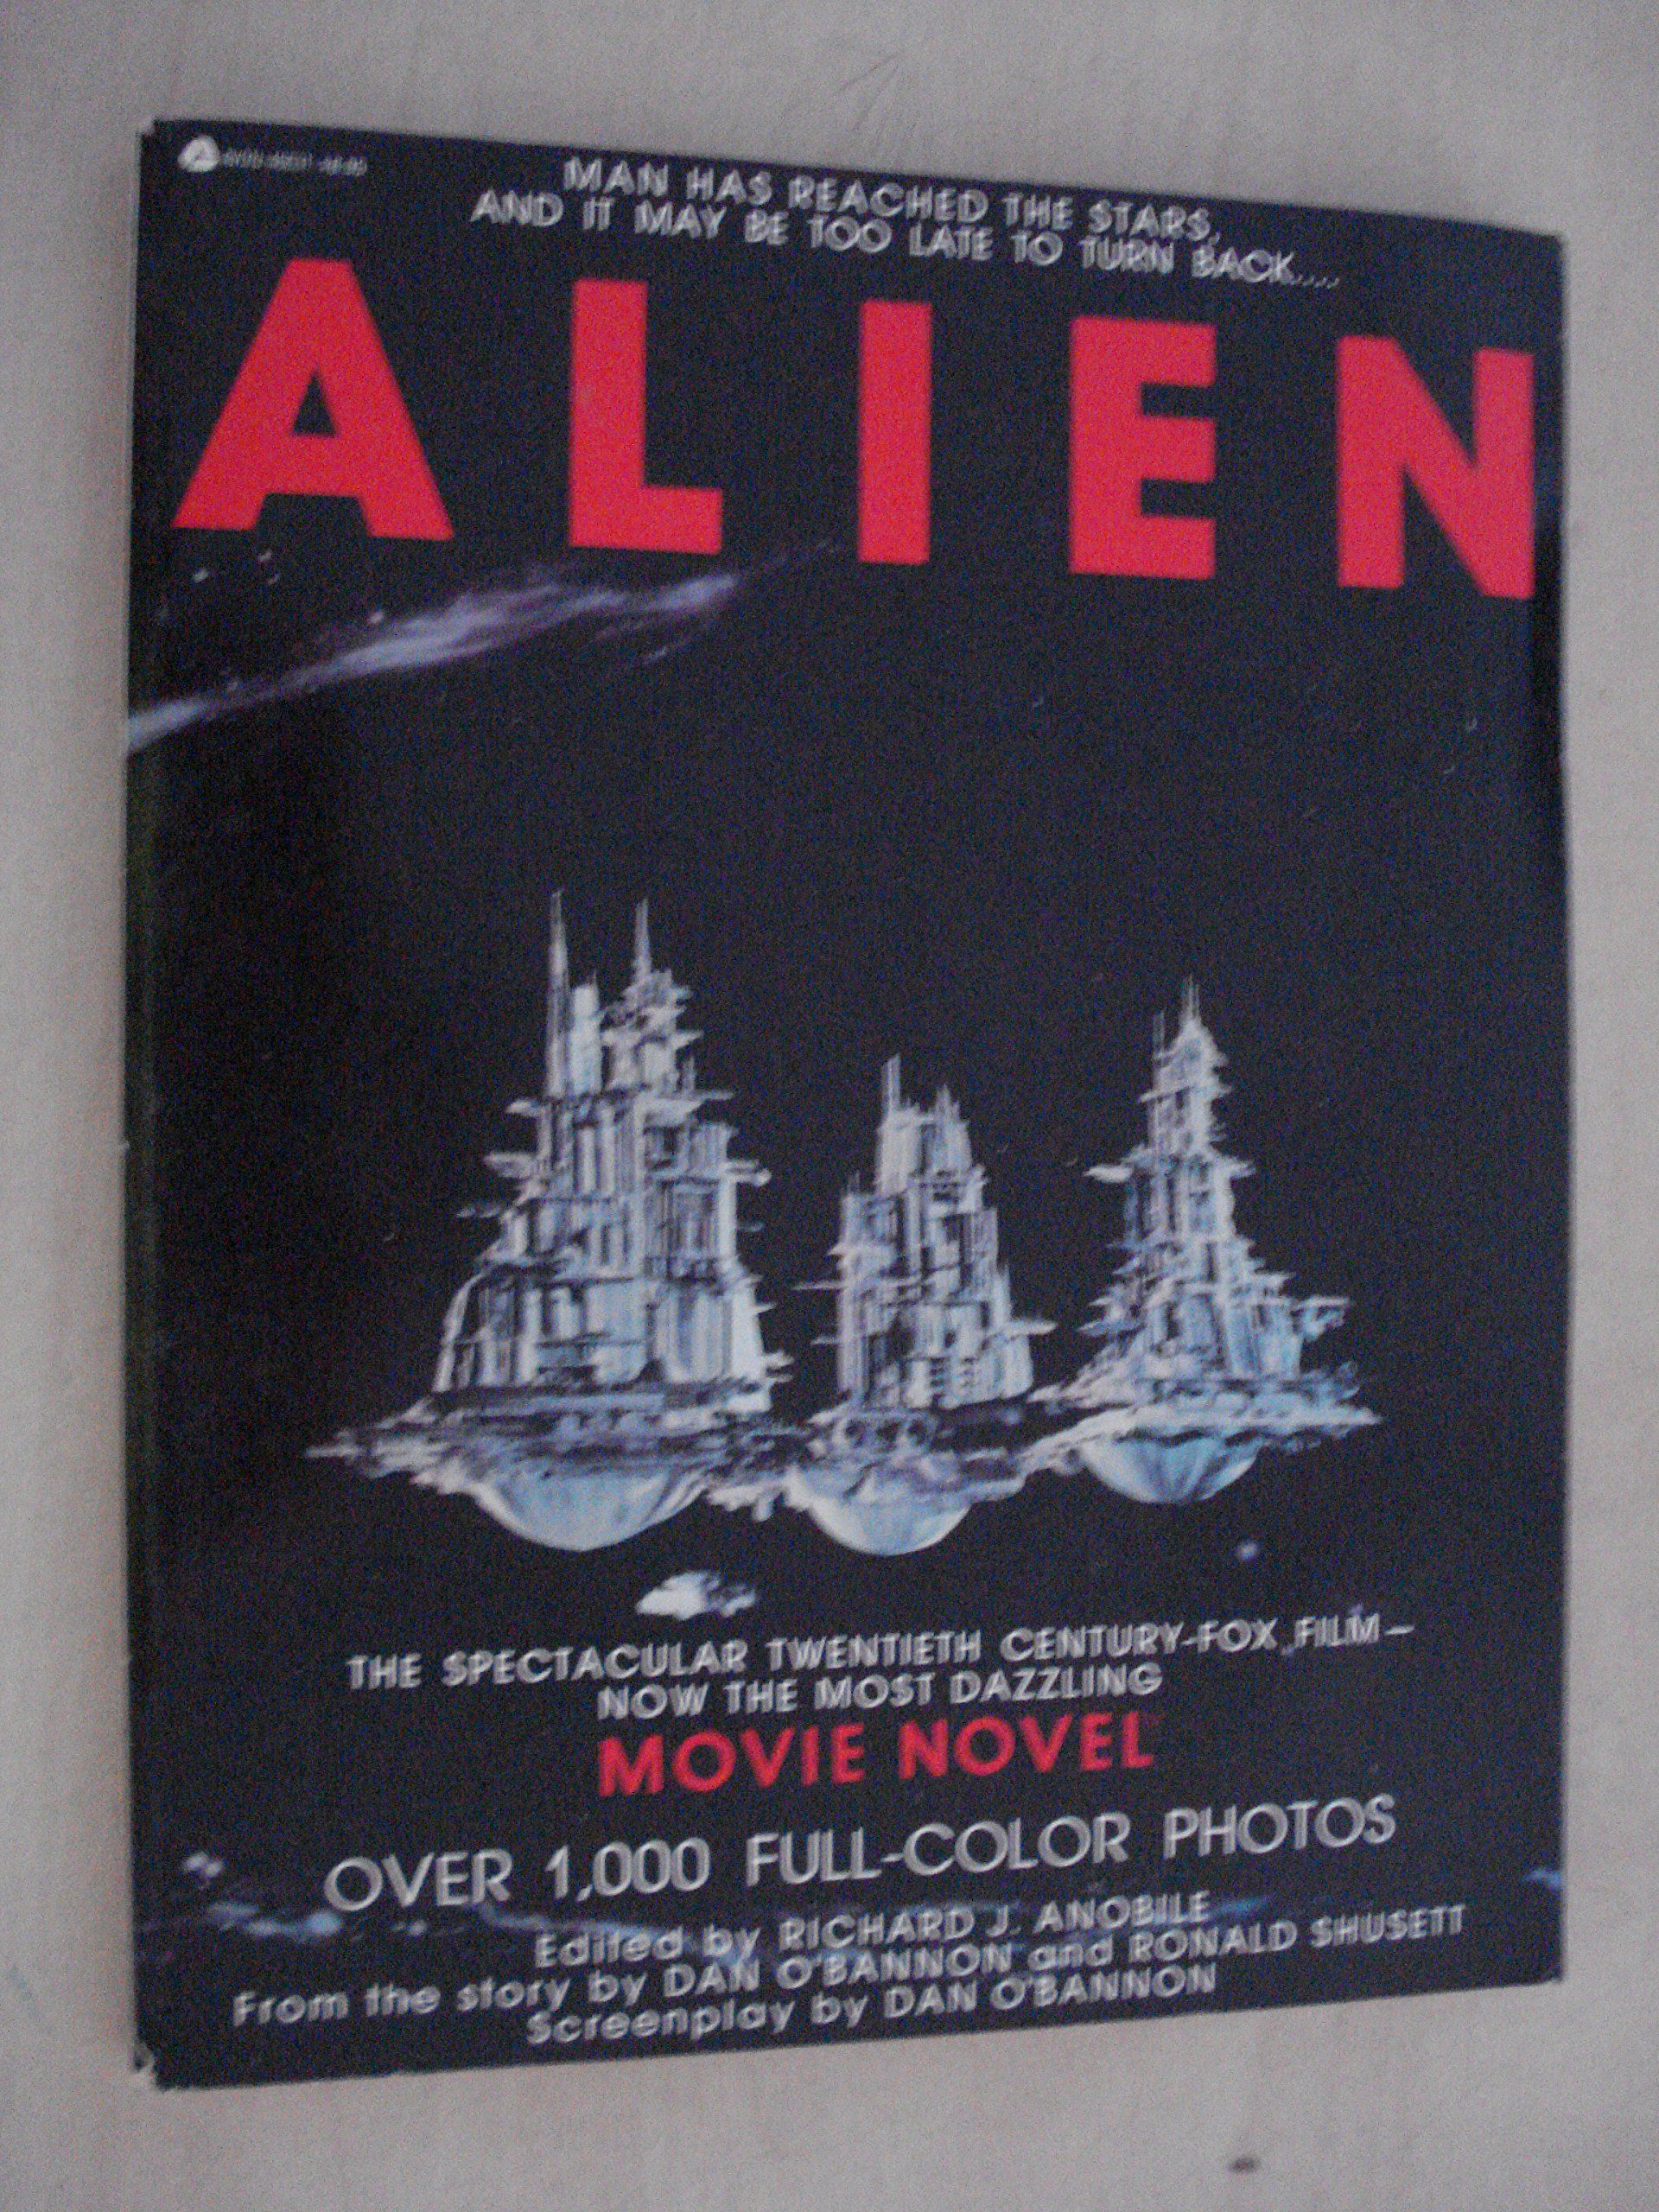 MAN HAS REACHED THE STARS,
AND IT MAY BE TOO LATE TO TURN BACK....
ALIEN
THE SPECTACULAR TWENTIETH CENTURY-FOX FILM—
NOW THE MOST DAZZLING
MOVIE NOVEL
OVER 1,000 FULL-COLOR PHOTOS
Edited by RICHARD J. ANOBILE
From the story by DAN O'BANNON and RONALD SHUSETT
Screenplay by DAN O'BANNON